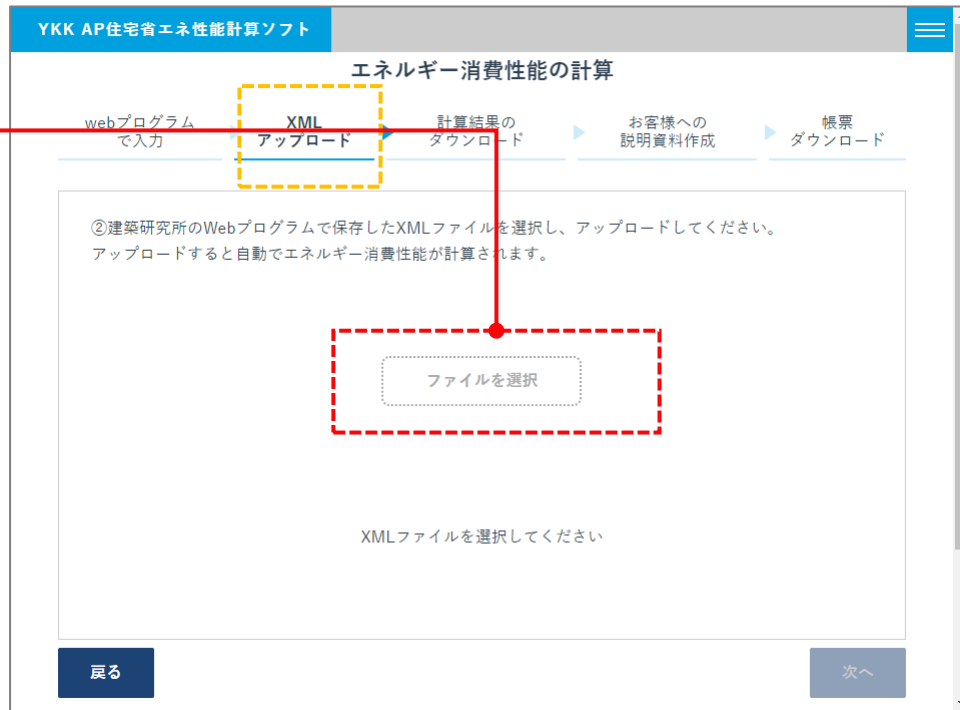 YKK AP住宅省エネ性能計算ソフト
エネルギー消費性能の計算
webプログラム
で入力
XML
アップロード
計算結果の
ダウンロード
お客様への
説明資料作成
帳票
ダウンロード
②建築研究所のWebプログラムで保存したXMLファイルを選択し、アップロードしてください。
アップロードすると自動でエネルギー消費性能が計算されます。
ファイルを選択
XMLファイルを選択してください
戻る
次へ